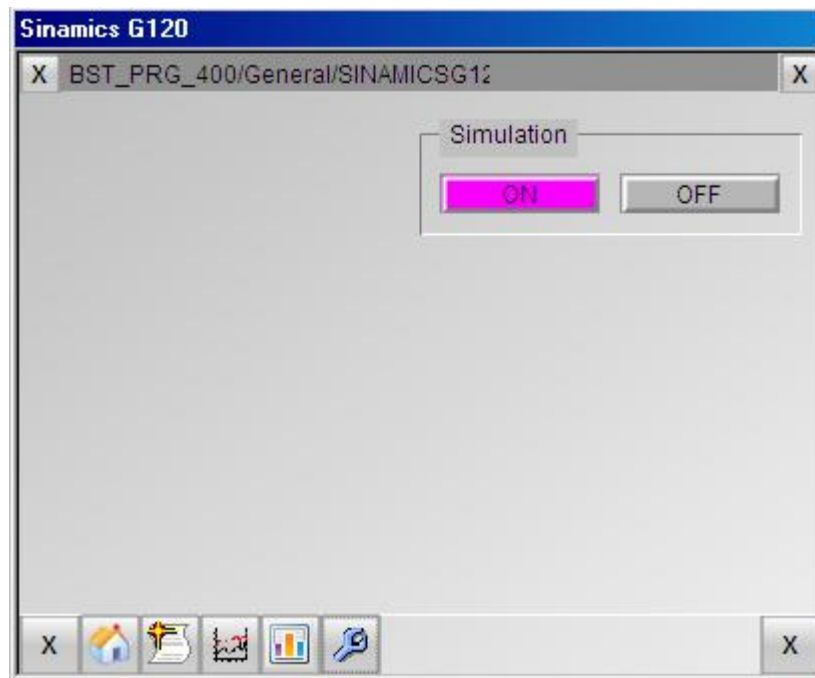 Sinamics G120
X BST_PRG_400/General/SINAMICSG12 X
Simulation
ON OFF
X X